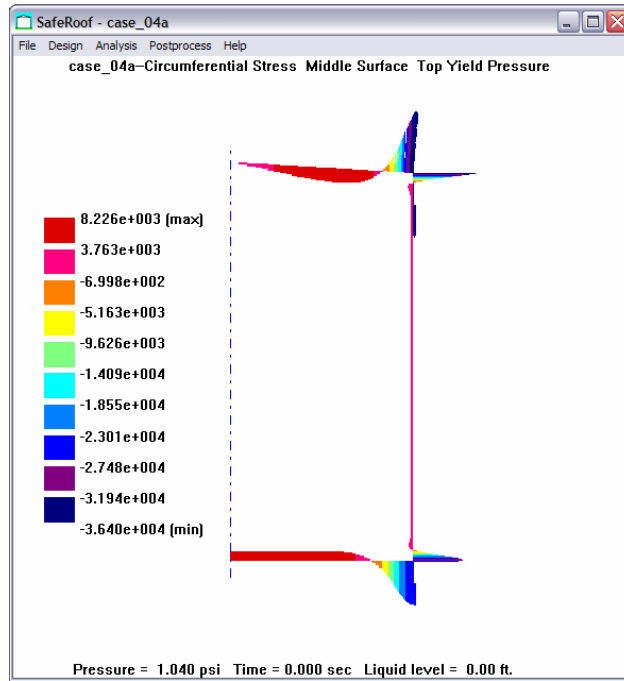 SafeRoof - case_04a
File Design Analysis Postprocess Help
case_04a-Circumferential Stress Middle Surface Top Yield Pressure
8.226e+003 (max)
3.763e+003
-6.998e+002
-5.163e+003
-9.626e+003
-1.409e+004
-1.855e+004
-2.301e+004
-2.748e+004
-3.194e+004
-3.640e+004 (min)
Pressure = 1.040 psi Time = 0.000 sec Liquid level = 0.00 ft.